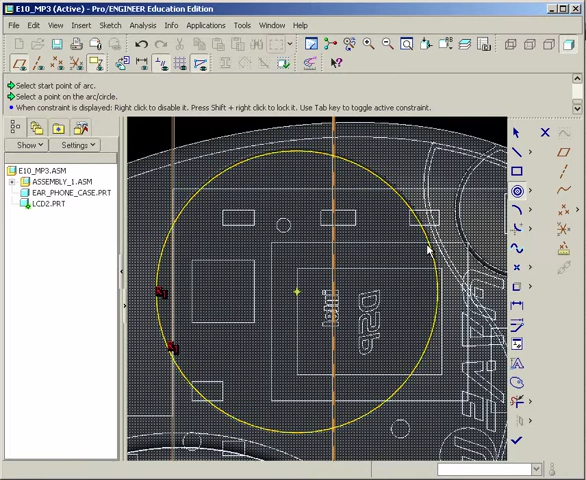 E10_MP3 (Active) - Pro/ENGINEER Education Edition
File Edit View Insert Sketch Analysis Info Applications Tools Window Help
Select start point of arc.
Select a point on the arc/circle.
When constraint is displayed: Right click to disable it. Press Shift + right click to lock it. Use Tab key to toggle active constraint.
Show Settings
E10_MP3.ASM
ASSEMBLY_1.ASM
EAR_PHONE_CASE.PRT
LCD2.PRT